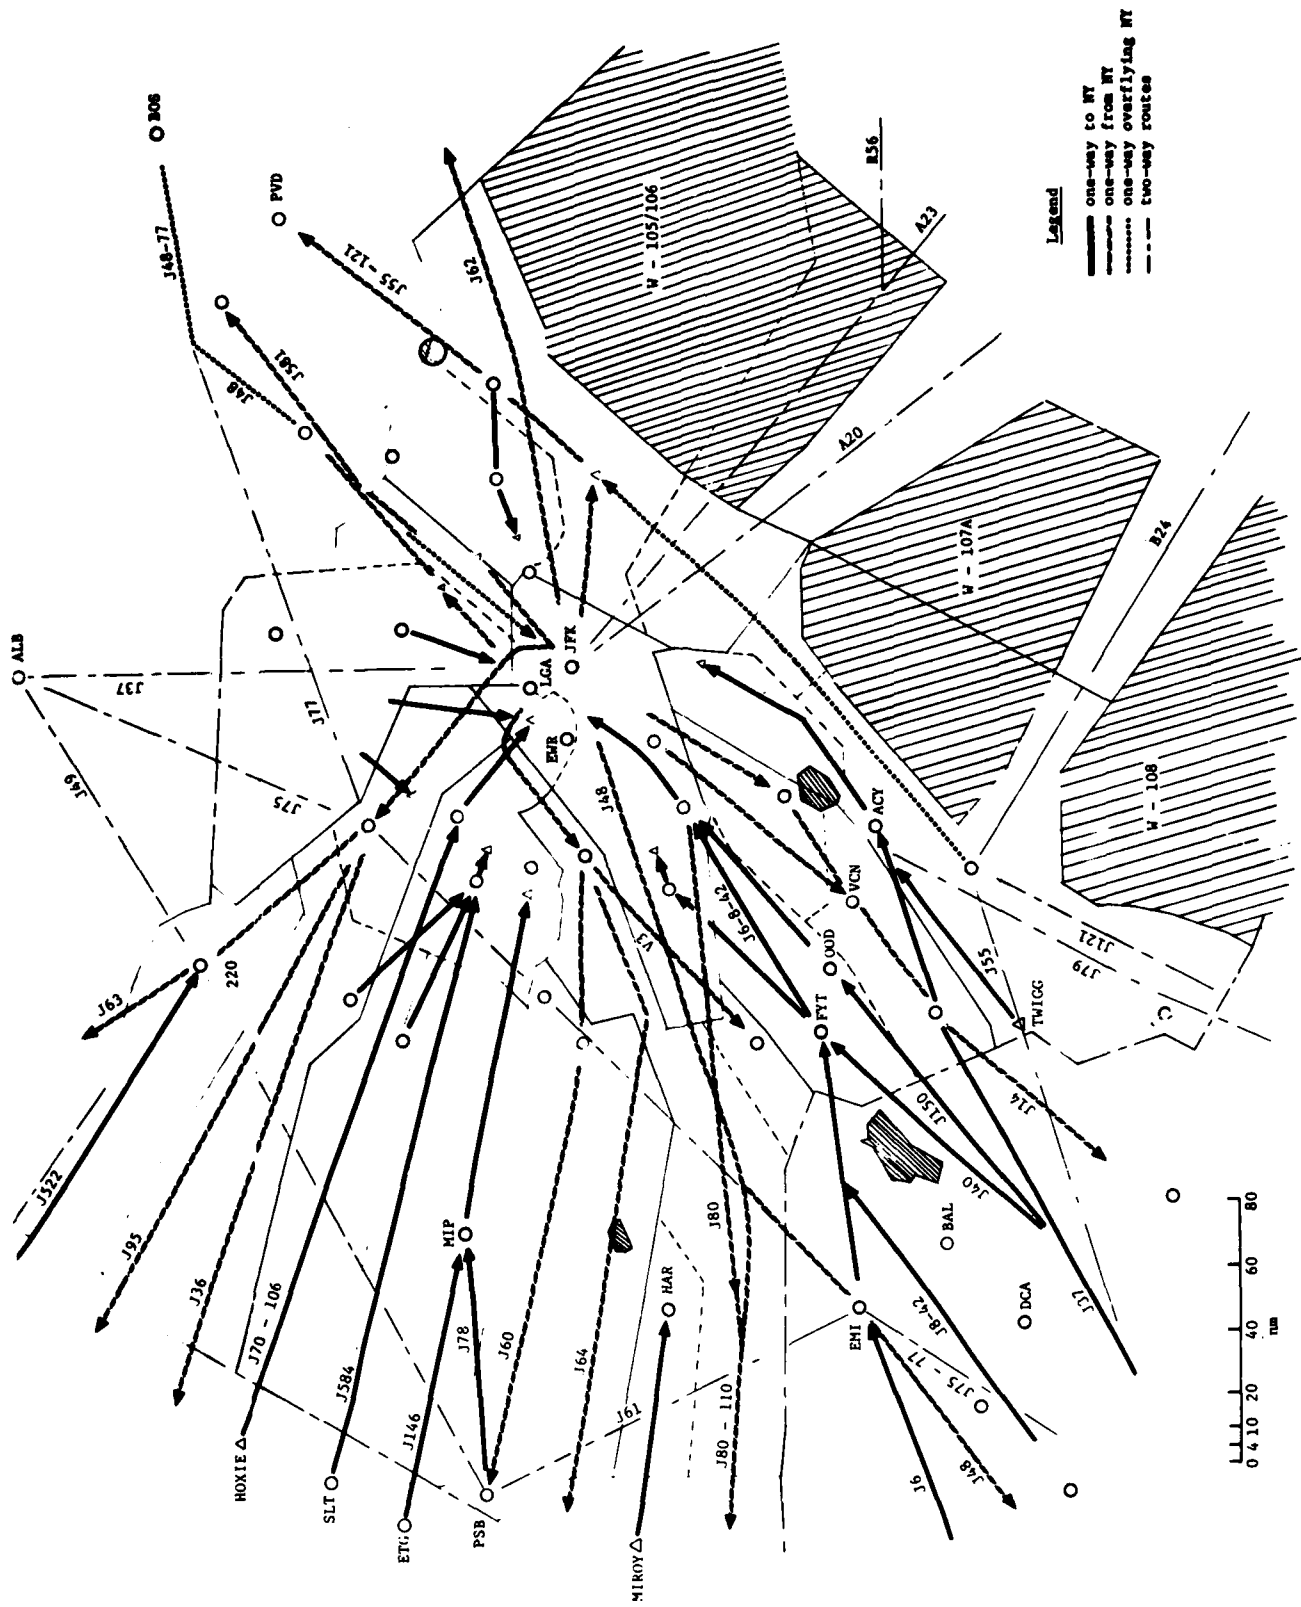 BOS
J48-77
PVD
J48
J581
J55-121
J62
W - 105/106
R56
A23
A20
Legend
one-way to NY
one-way from NY
one-way overflying NY
two-way routes
ALB
J37
J49
J77
J75
LGA
JFK
EWR
J48
W - 107A
B24
W - 108
ACY
VCN
J6-8-42
OOD
FYT
V3
J121
J79
J55
TWIGG
220
J63
J522
J95
J36
J70 - 106
HOXIE
J584
SLT
J146
ETG
MIP
J78
PSB
J60
J64
HAR
MIROY
J61
J80
J80 - 110
EMI
J150
J40
J14
BAL
DCA
J37
J8-42
J75 - 77
J48
J6
0 4 10 20 40 60 80
nm